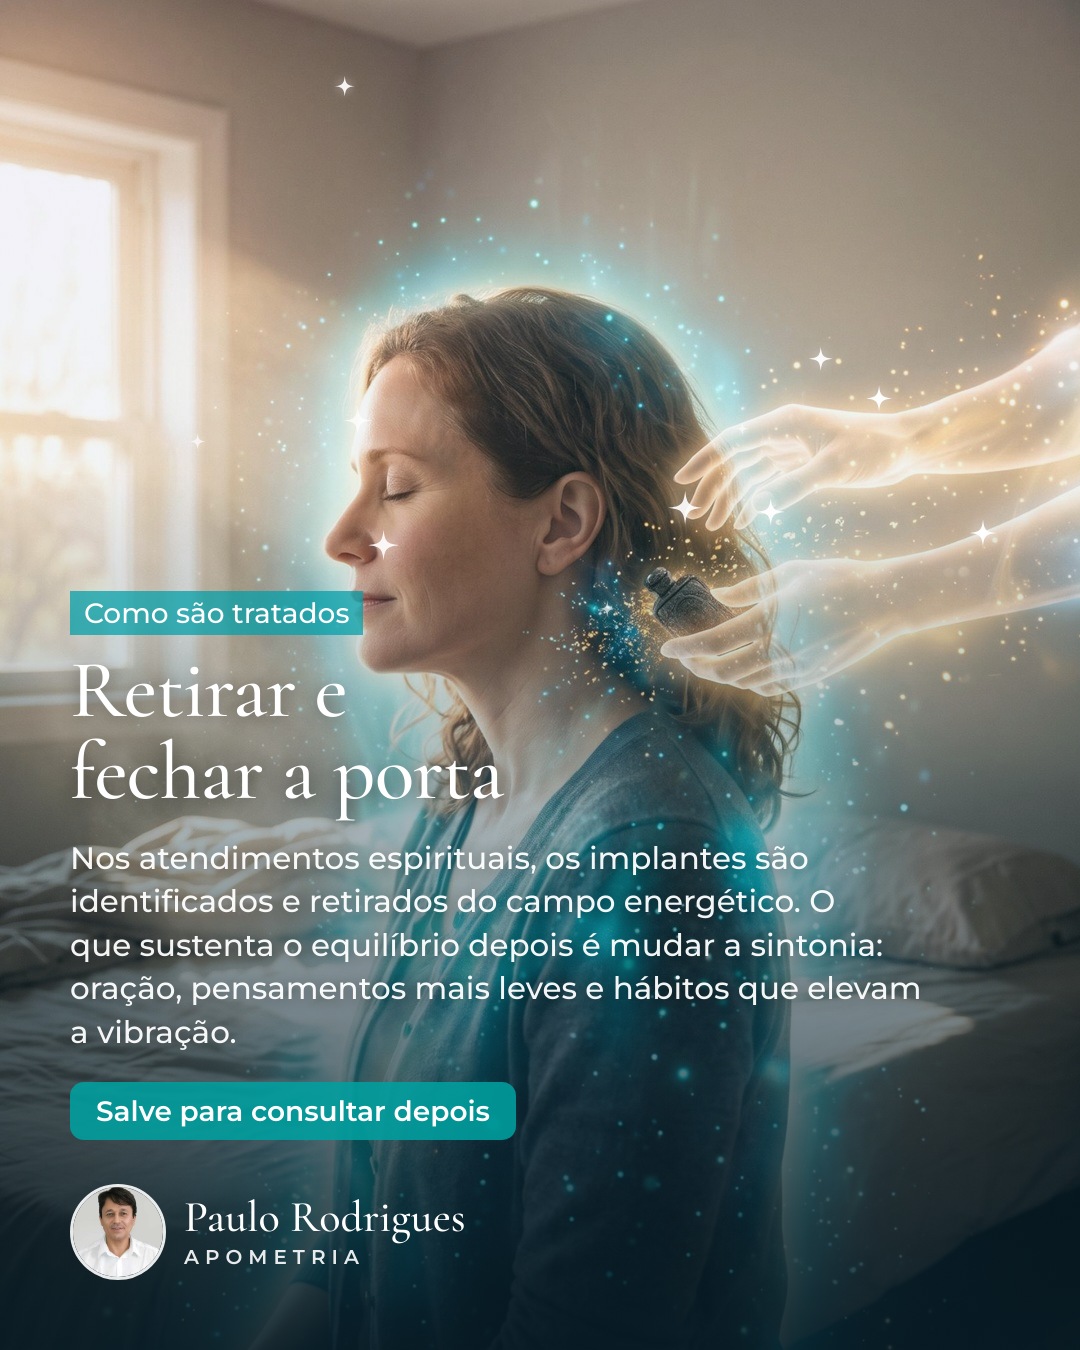 Como são tratados
Retirar e
fechar a porta
Nos atendimentos espirituais, os implantes são
identificados e retirados do campo energético. O
que sustenta o equilíbrio depois é mudar a sintonia:
oração, pensamentos mais leves e hábitos que elevam
a vibração.
Salve para consultar depois
Paulo Rodrigues
APOMETRIA